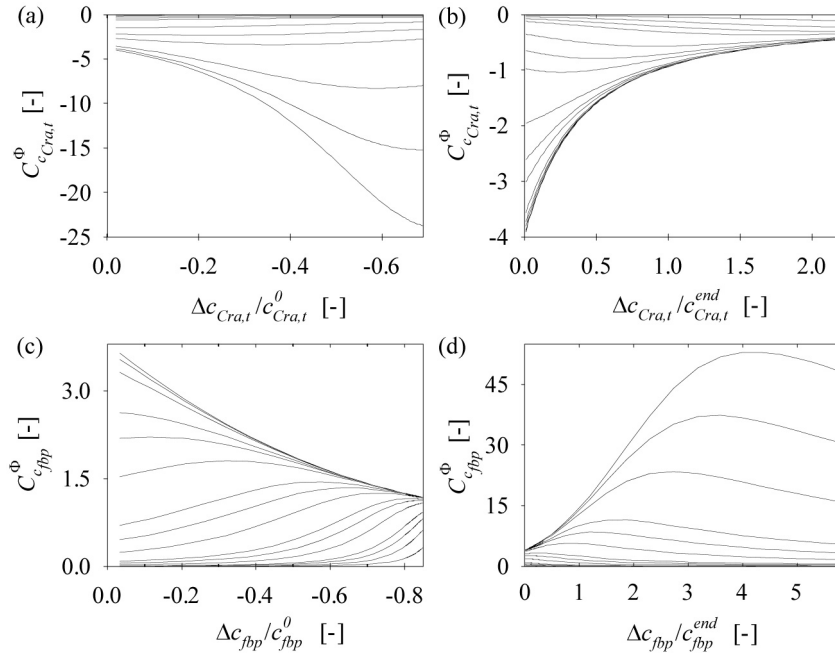 (a)
0
-5
-10
-15
-20
-25
C^Φ_{c_{Cra,t}} [-]
0.0 -0.2 -0.4 -0.6
Δc_{Cra,t}/c^0_{Cra,t} [-]
(b)
0
-1
-2
-3
-4
C^Φ_{c_{Cra,t}} [-]
0.0 0.5 1.0 1.5 2.0
Δc_{Cra,t}/c^{end}_{Cra,t} [-]
(c)
3.0
1.5
0.0
C^Φ_{c_{fbp}} [-]
0.0 -0.2 -0.4 -0.6 -0.8
Δc_{fbp}/c^0_{fbp} [-]
(d)
45
30
15
0
C^Φ_{c_{fbp}} [-]
0 1 2 3 4 5
Δc_{fbp}/c^{end}_{fbp} [-]